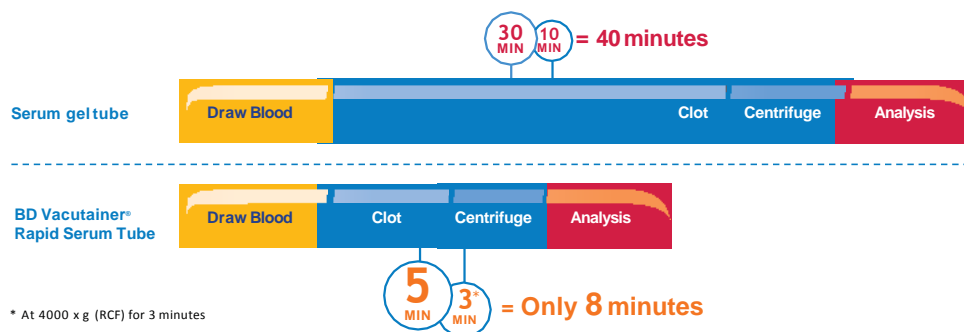 30 MIN 10 MIN = 40 minutes
Serum gel tube
Draw Blood
Clot
Centrifuge
Analysis
BD Vacutainer®
Rapid Serum Tube
Draw Blood
Clot
Centrifuge
Analysis
5 MIN 3* MIN = Only 8 minutes
* At 4000 x g (RCF) for 3 minutes